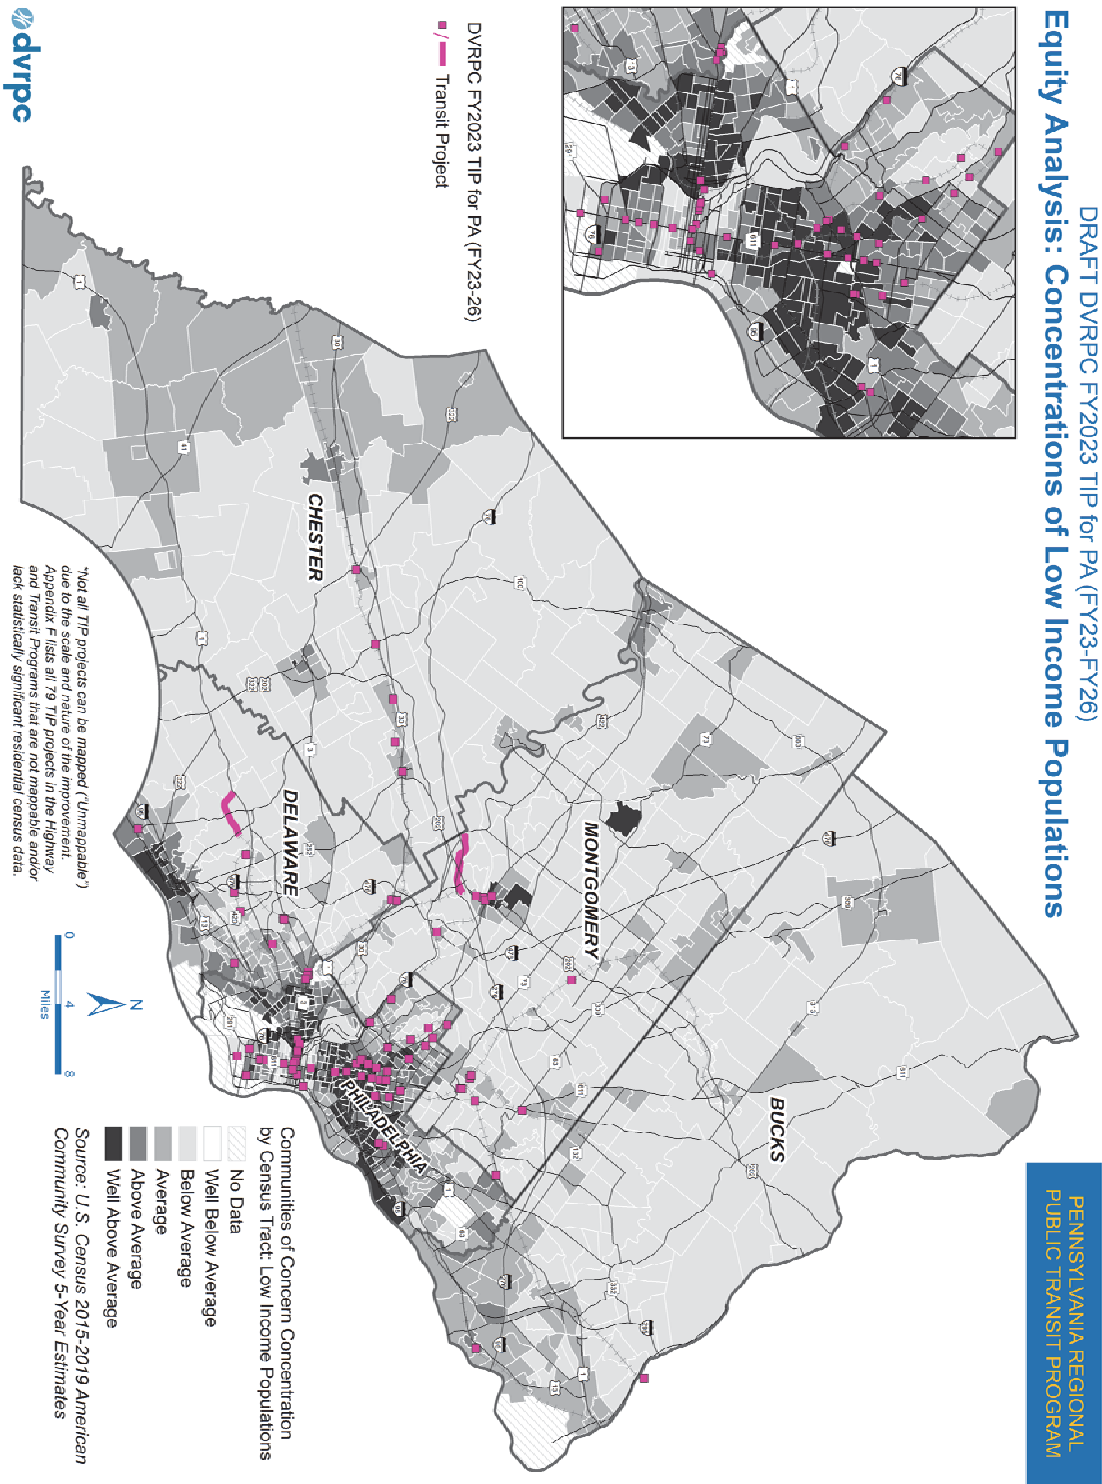 DRAFT DVRPC FY2023 TIP for PA (FY23-FY26)
Equity Analysis: Concentrations of Low Income Populations
PENNSYLVANIA REGIONAL
PUBLIC TRANSIT PROGRAM
DVRPC FY2023 TIP for PA (FY23-26)
Transit Project
CHESTER
DELAWARE
MONTGOMERY
BUCKS
PHILADELPHIA
*Not all TIP projects can be mapped ("Unmappable")
due to the scale and nature of the improvement.
Appendix F lists all 79 TIP projects in the Highway
and Transit Programs that are not mappable and/or
lack statistically significant residential census data.
N
0 4 8
Miles
Communities of Concern Concentration
by Census Tract: Low Income Populations
No Data
Well Below Average
Below Average
Average
Above Average
Well Above Average
Source: U.S. Census 2015-2019 American
Community Survey 5-Year Estimates
dvrpc